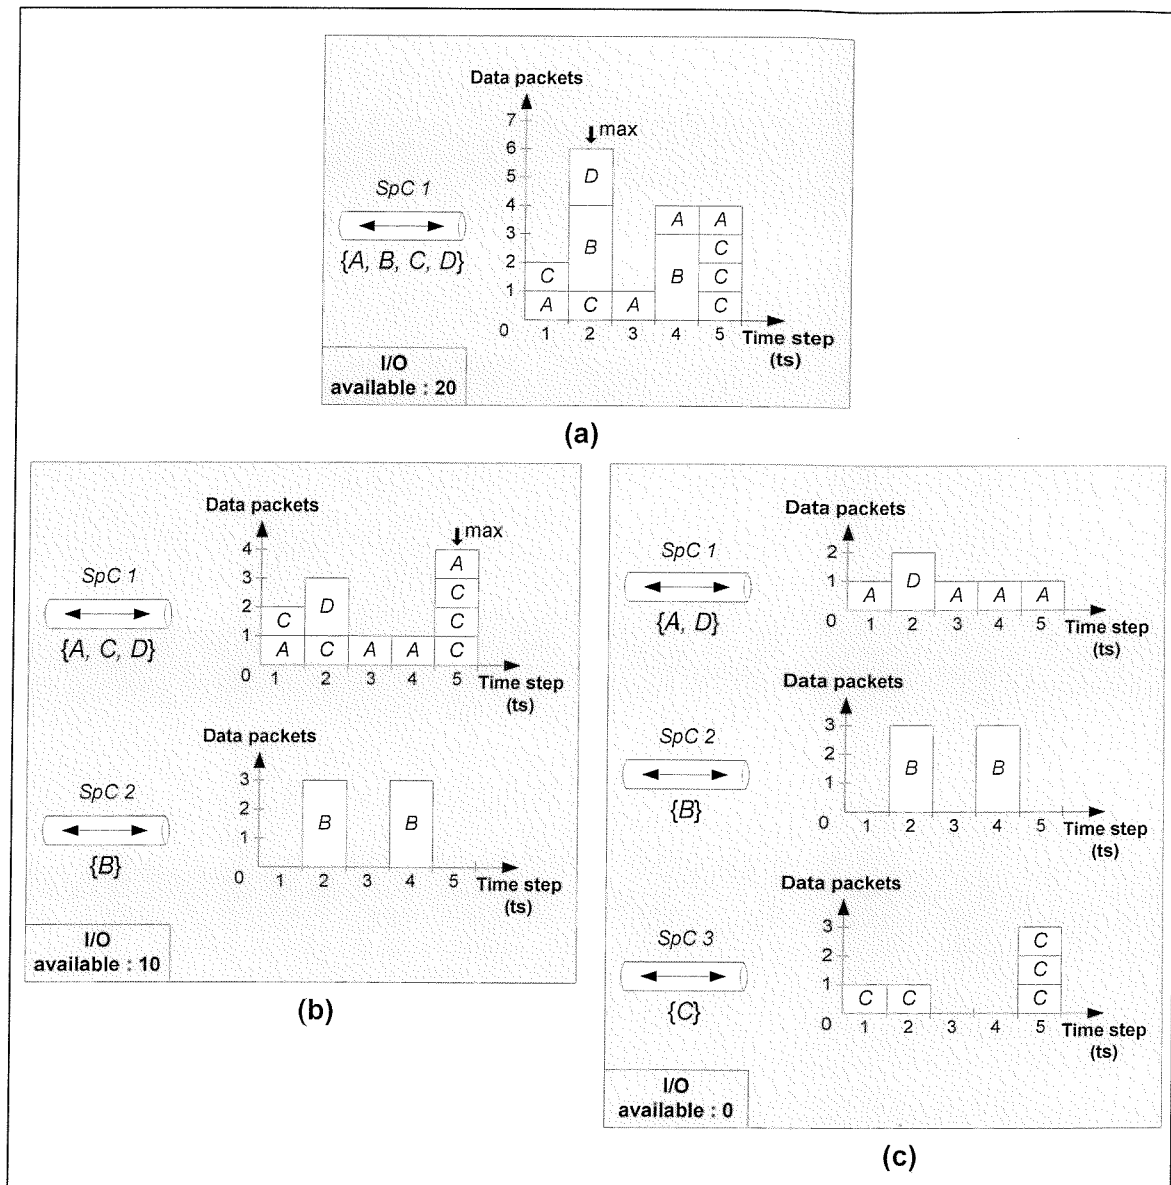 Data packets
7
6
5
4
3
2
1
0
max
D
B
C
A
C
A
A
B
A
C
C
C
1 2 3 4 5
Time step
(ts)
SpC 1
{A, B, C, D}
I/O
available : 20
(a)
Data packets
4
3
2
1
0
max
C
A
D
C
A
A
A
C
C
C
1 2 3 4 5
Time step
(ts)
SpC 1
{A, C, D}
Data packets
3
2
1
0
B
B
1 2 3 4 5
Time step
(ts)
SpC 2
{B}
I/O
available : 10
(b)
Data packets
2
1
0
A
D
A
A
A
1 2 3 4 5
Time step
(ts)
SpC 1
{A, D}
Data packets
3
2
1
0
B
B
1 2 3 4 5
Time step
(ts)
SpC 2
{B}
Data packets
3
2
1
0
C
C
C
C
C
1 2 3 4 5
Time step
(ts)
SpC 3
{C}
I/O
available : 0
(c)